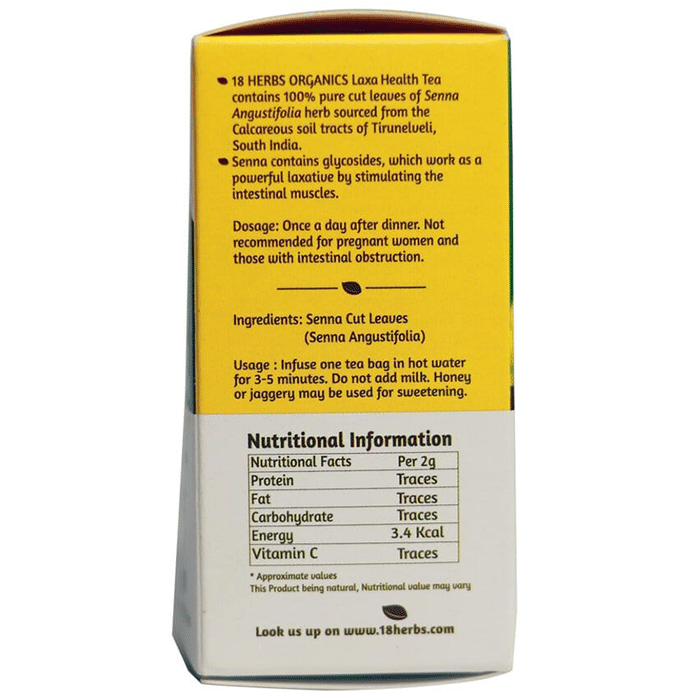 18 HERBS ORGANICS Laxa Health Tea
contains 100% pure cut leaves of Senna
Angustifolia herb sourced from the
Calcareous soil tracts of Tirunelveli,
South India.
Senna contains glycosides, which work as a
powerful laxative by stimulating the
intestinal muscles.
Dosage: Once a day after dinner. Not
recommended for pregnant women and
those with intestinal obstruction.
Ingredients: Senna Cut Leaves
(Senna Angustifolia)
Usage : Infuse one tea bag in hot water
for 3-5 minutes. Do not add milk. Honey
or jaggery may be used for sweetening.
Nutritional Information
Nutritional Facts Per 2g
Protein Traces
Fat Traces
Carbohydrate Traces
Energy 3.4 Kcal
Vitamin C Traces
* Approximate values
This Product being natural, Nutritional value may vary
Look us up on www.18herbs.com